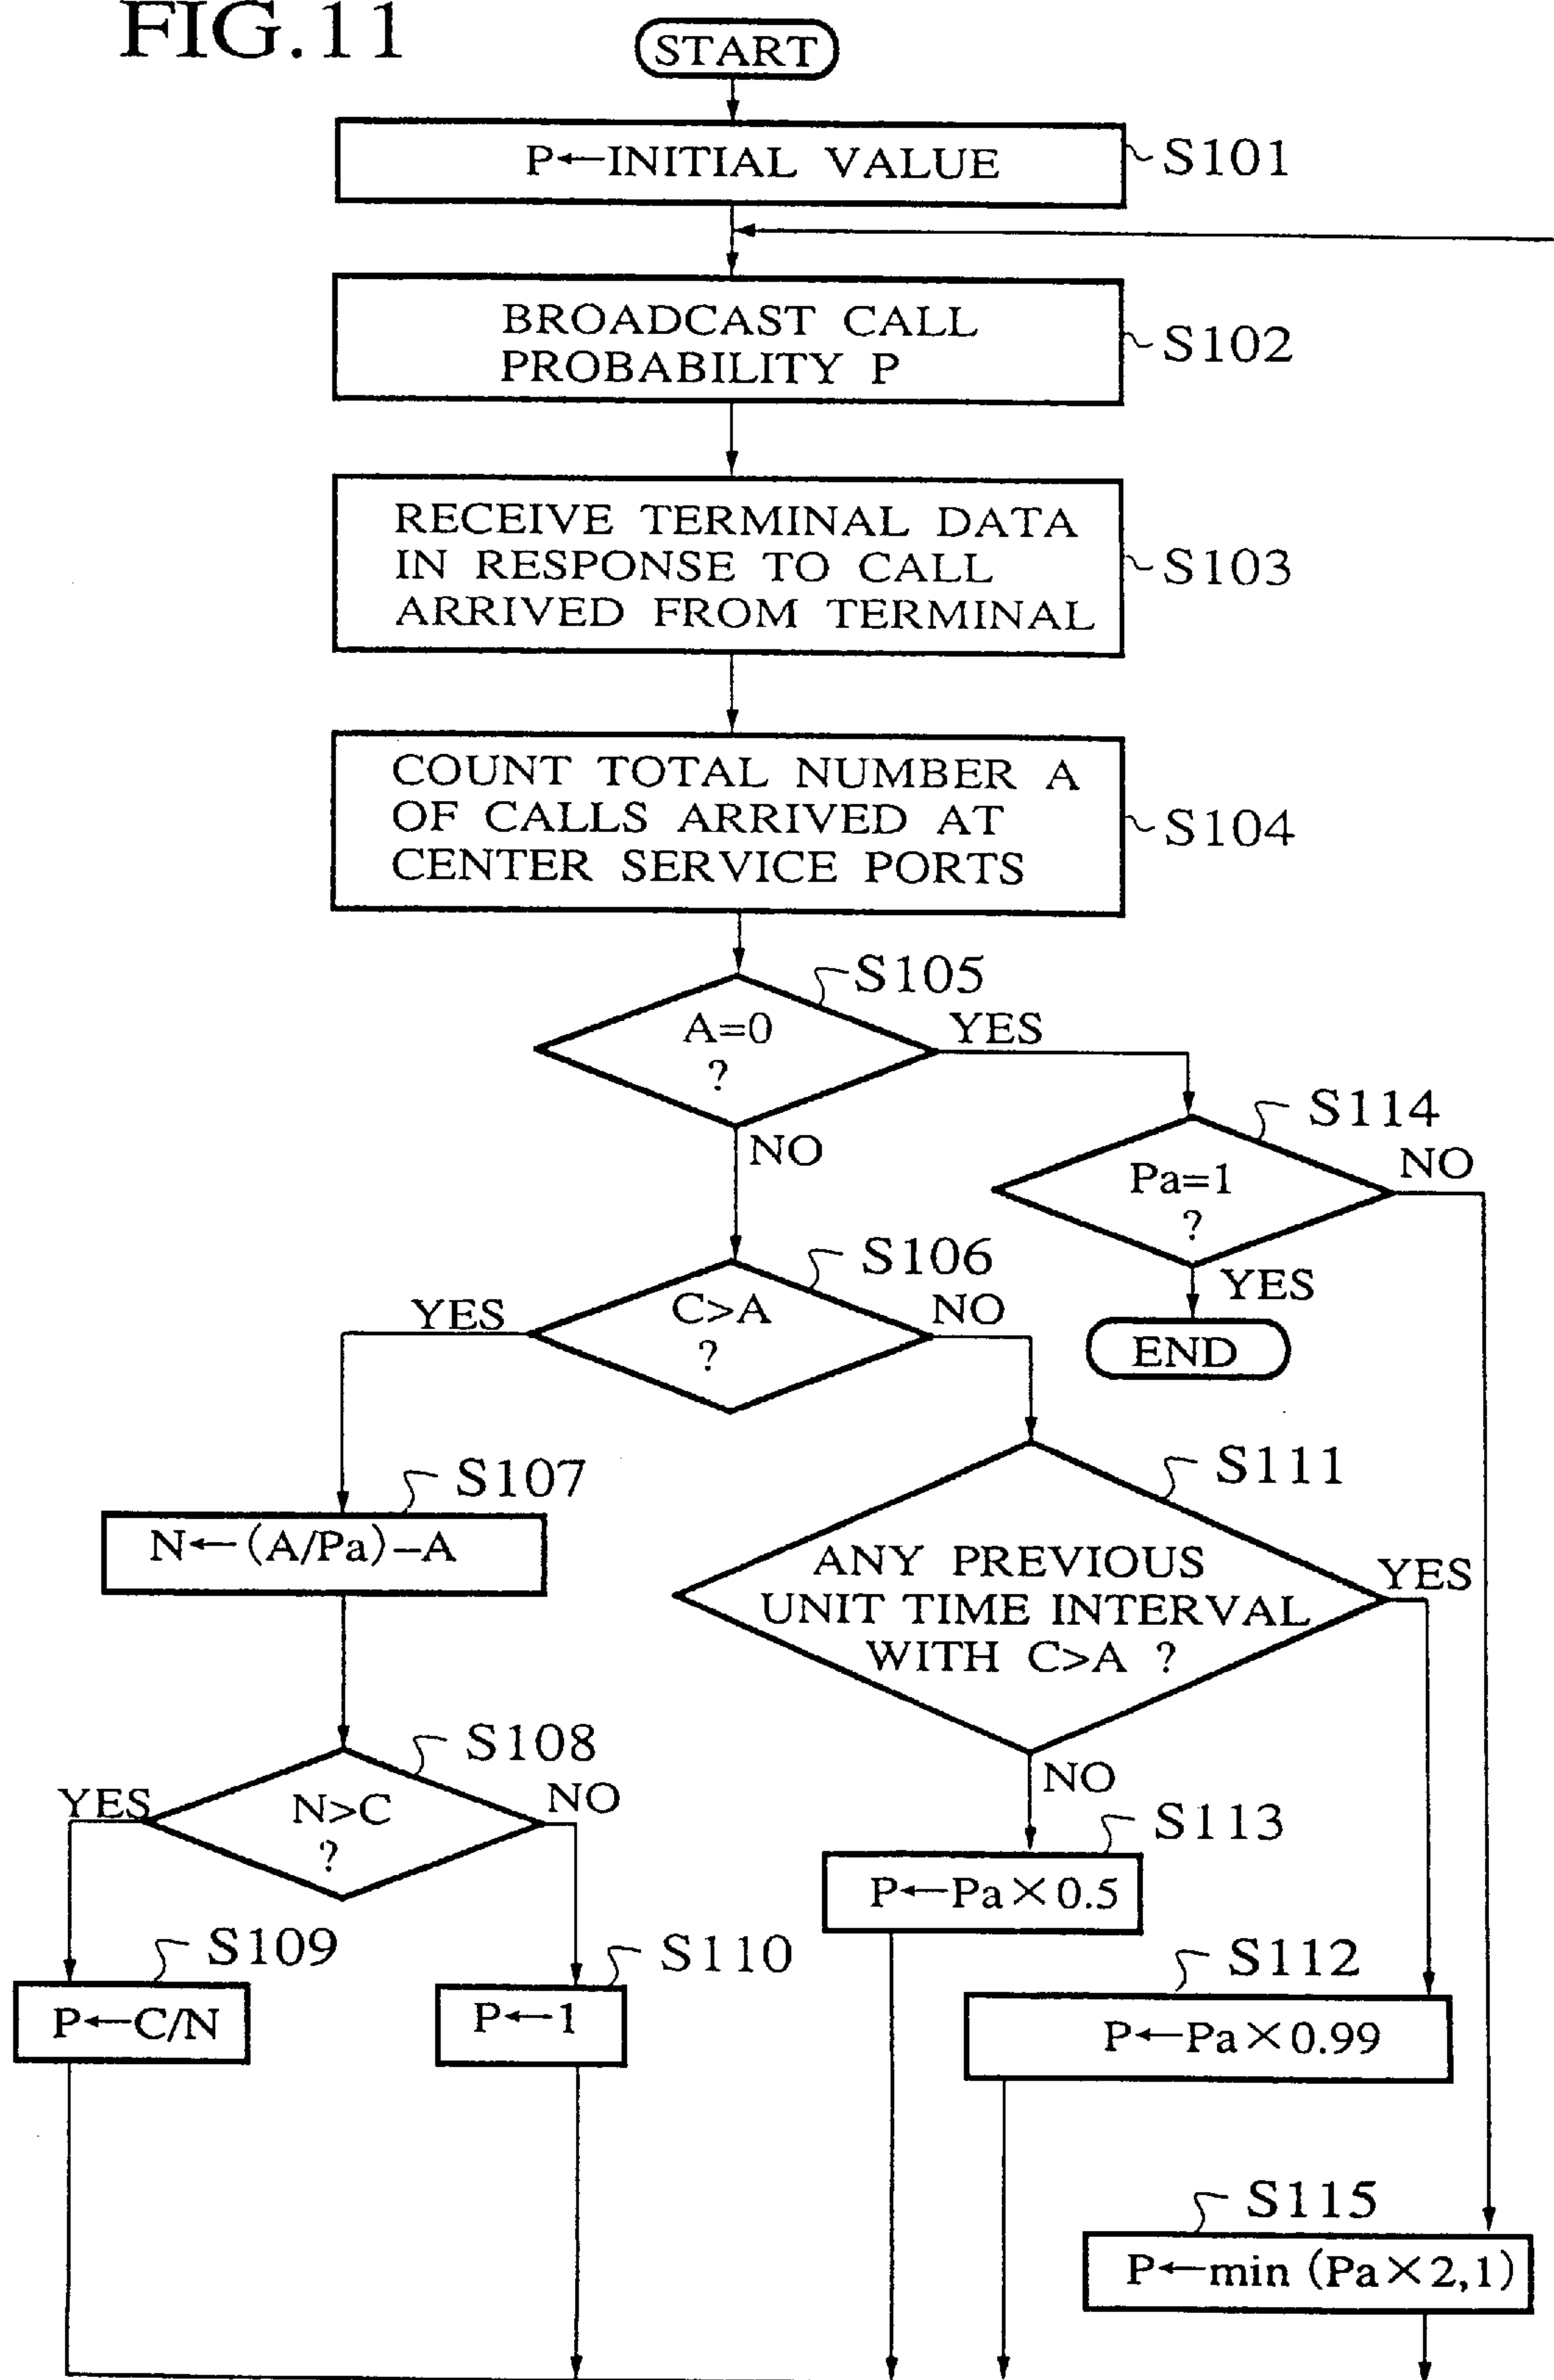 FIG.11
START
P←INITIAL VALUE
S101
BROADCAST CALL
PROBABILITY P
S102
RECEIVE TERMINAL DATA
IN RESPONSE TO CALL
ARRIVED FROM TERMINAL
S103
COUNT TOTAL NUMBER A
OF CALLS ARRIVED AT
CENTER SERVICE PORTS
S104
S105
A=0
?
YES
NO
S114
Pa=1
?
NO
YES
END
S106
C>A
?
YES
NO
S107
N←(A/Pa)−A
S111
ANY PREVIOUS
UNIT TIME INTERVAL
WITH C>A ?
YES
NO
S108
N>C
?
YES
NO
S113
P←Pa×0.5
S109
P←C/N
S110
P←1
S112
P←Pa×0.99
S115
P←min (Pa×2,1)